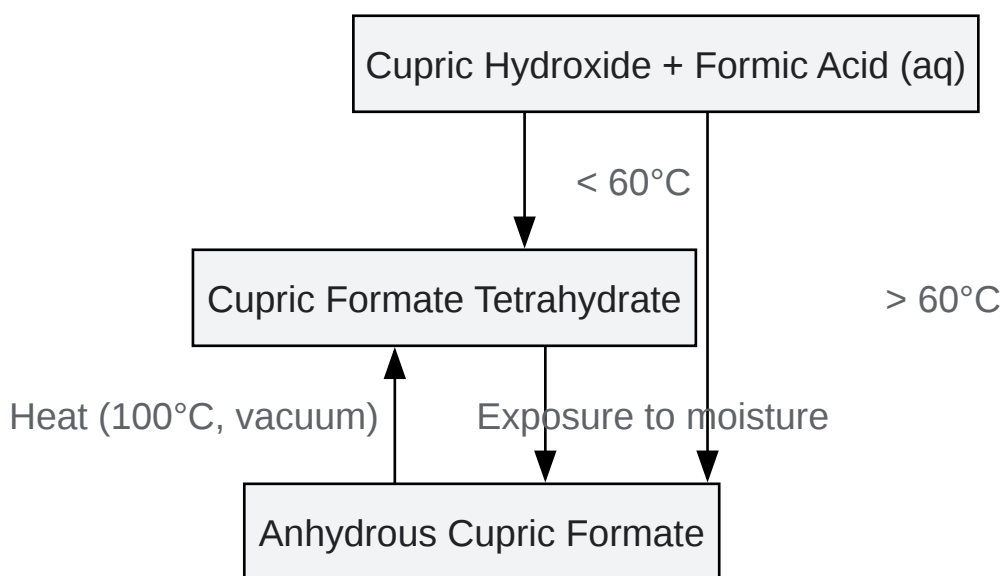 Cupric Hydroxide + Formic Acid (aq)
< 60°C
Cupric Formate Tetrahydrate
> 60°C
Heat (100°C, vacuum)
Exposure to moisture
Anhydrous Cupric Formate